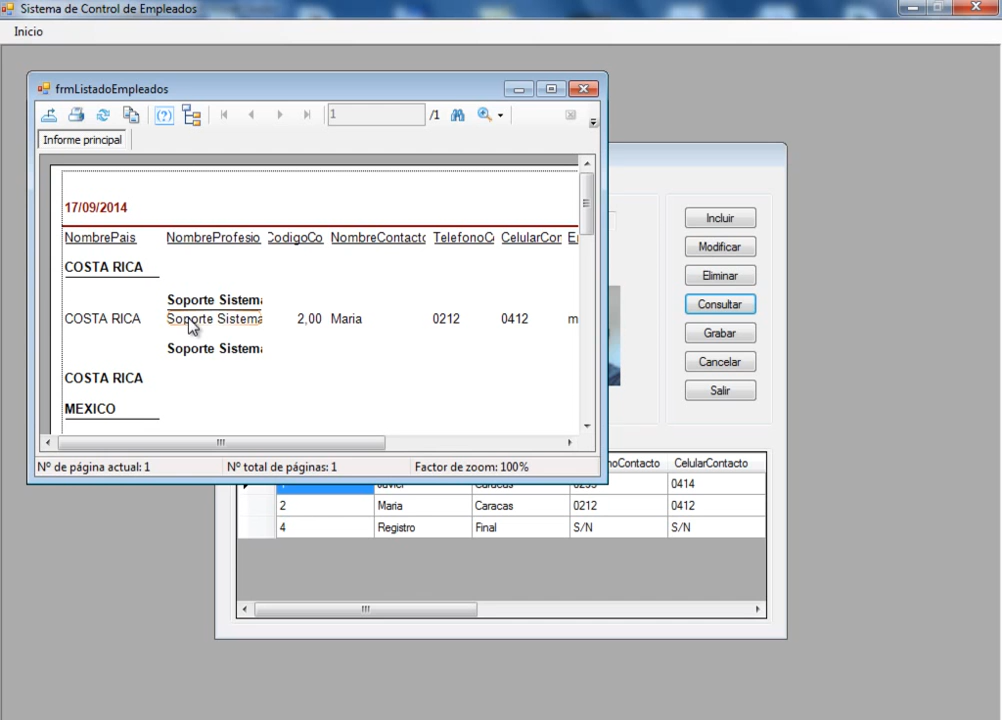 Sistema de Control de Empleados
Inicio
frmListadoEmpleados
1 /1
Informe principal
17/09/2014
NombrePais NombreProfesio CodigoCo NombreContacto TelefonoC CelularCor
COSTA RICA
Soporte Sistema
COSTA RICA Soporte Sistema 2,00 Maria 0212 0412 m
Soporte Sistema
COSTA RICA
MEXICO
Nº de página actual: 1 Nº total de páginas: 1 Factor de zoom: 100%
Incluir
Modificar
Eliminar
Consultar
Grabar
Cancelar
Salir
noContacto CelularContacto
0414
2 Maria Caracas 0212 0412
4 Registro Final S/N S/N